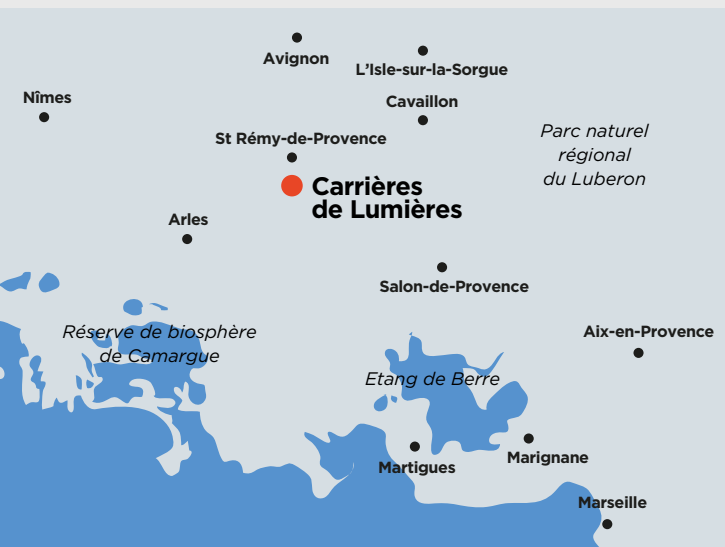 Avignon
L'Isle-sur-la-Sorgue
Nîmes
Cavaillon
St Rémy-de-Provence
Parc naturel
régional
du Luberon
Carrières
de Lumières
Arles
Salon-de-Provence
Réserve de biosphère
de Camargue
Aix-en-Provence
Etang de Berre
Martigues
Marignane
Marseille